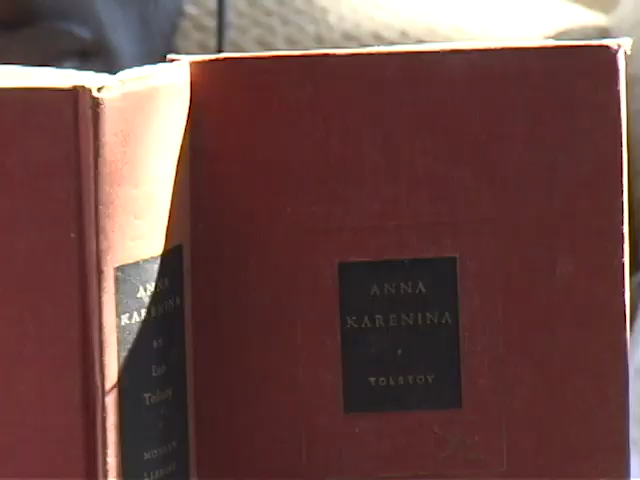 ANNA
KARENINA
BY
Leo
Tolstoy
MODERN
LIBRARY
ANNA
KARENINA
TOLSTOY